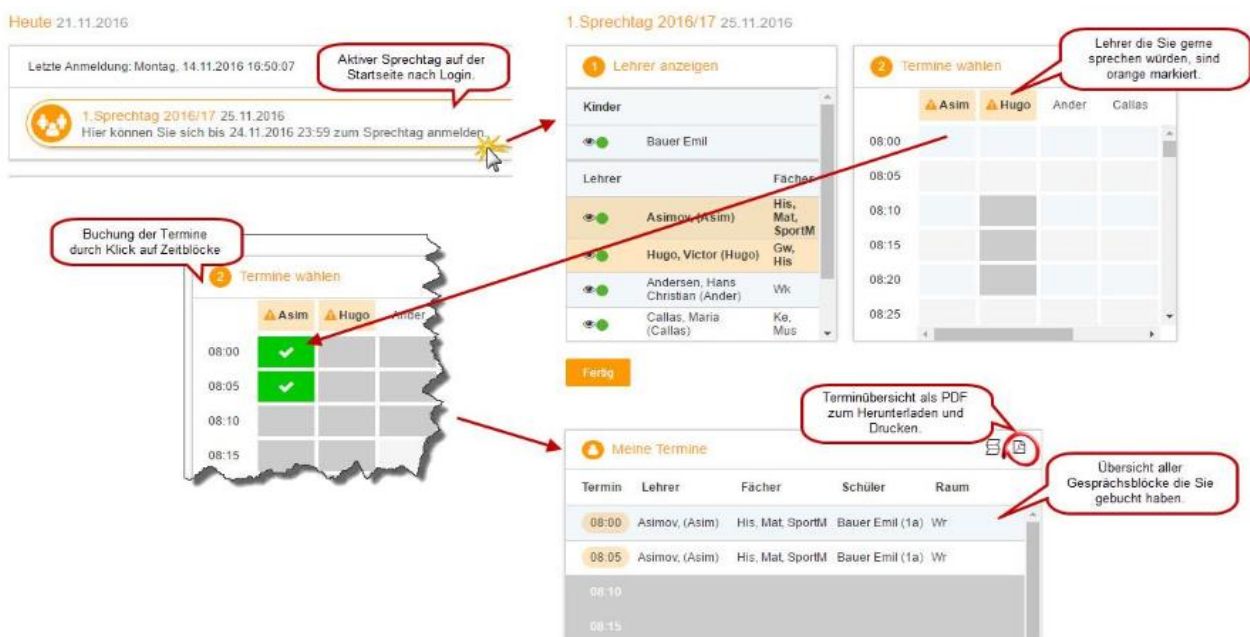 Heute 21.11.2016
Letzte Anmeldung: Montag, 14.11.2016 16:50:07
Aktiver Sprechtag auf der
Startseite nach Login.
1.Sprechtag 2016/17 25.11.2016
Hier können Sie sich bis 24.11.2016 23:59 zum Sprechtag anmelden.
1.Sprechtag 2016/17 25.11.2016
1 Lehrer anzeigen
Kinder
Bauer Emil
Lehrer Fächer
Asimov, (Asim) His, Mat, SportM
Hugo, Victor (Hugo) Gw, His
Andersen, Hans Christian (Ander) Wk
Callas, Maria (Callas) Ke, Mus
Fertig
2 Termine wählen
Lehrer die Sie gerne
sprechen würden, sind
orange markiert.
Asim Hugo Ander Callas
08:00
08:05
08:10
08:15
08:20
08:25
Buchung der Termine
durch Klick auf Zeitblöcke
2 Termine wählen
Asim Hugo Ander
08:00
08:05
08:10
08:15
Terminübersicht als PDF
zum Herunterladen und
Drucken.
Meine Termine
Übersicht aller
Gesprächsblöcke die Sie
gebucht haben.
Termin Lehrer Fächer Schüler Raum
08:00 Asimov, (Asim) His, Mat, SportM Bauer Emil (1a) Wr
08:05 Asimov, (Asim) His, Mat, SportM Bauer Emil (1a) Wr
08:10
08:15